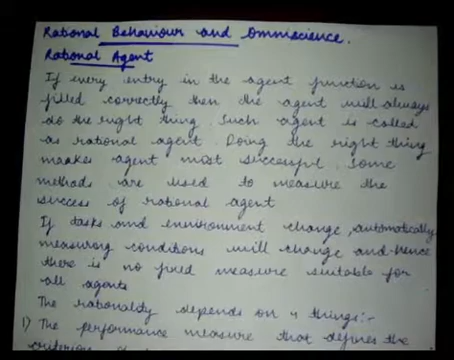 Rational Behaviour and Omniscience.
Rational Agent
If every entry in the agent function is
filled correctly then the agent will always
do the right thing. Such agent is called
as rational agent. Doing the right thing
makes agent most successful. Some
methods are used to measure the
success of rational agent
If tasks and environment change, automatically
measuring conditions will change and hence
there is no fixed measure suitable for
all agents
The rationality depends on 4 things:-
1) The performance measure that defines the
criterion